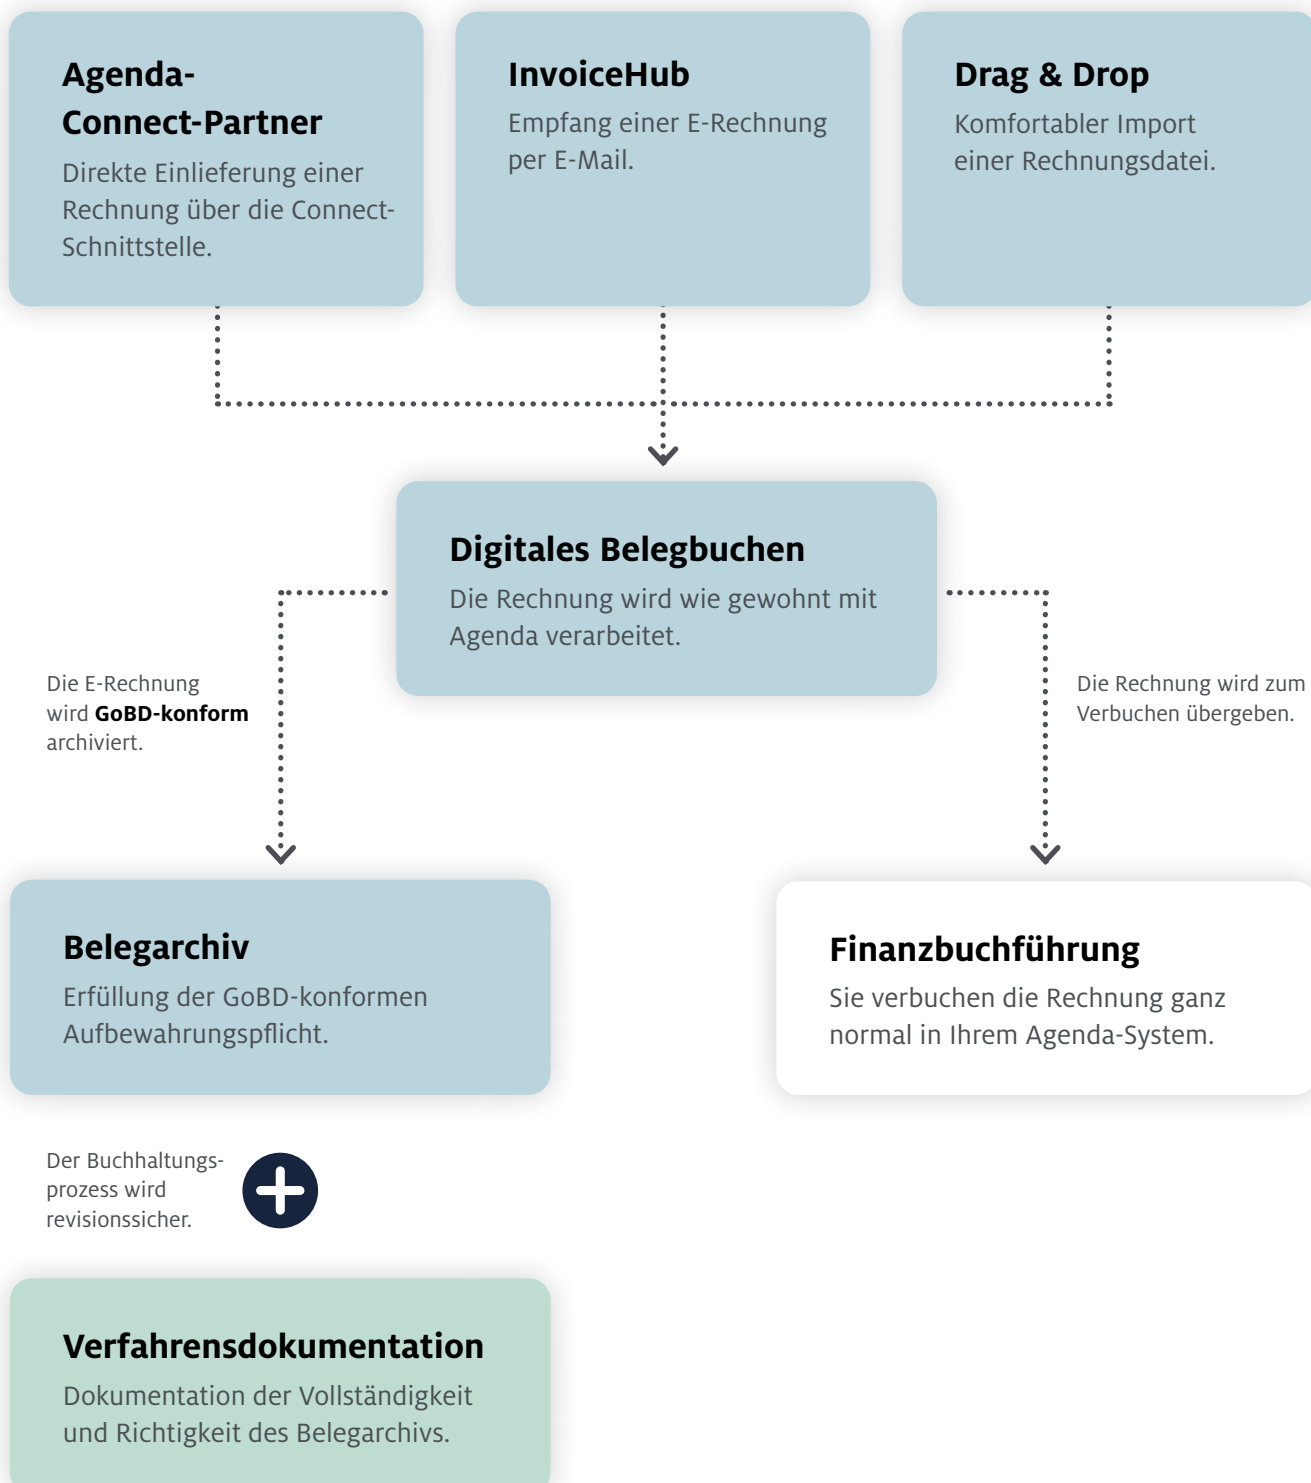 Agenda-
Connect-Partner
Direkte Einlieferung einer
Rechnung über die Connect-
Schnittstelle.
InvoiceHub
Empfang einer E-Rechnung
per E-Mail.
Drag & Drop
Komfortabler Import
einer Rechnungsdatei.
Digitales Belegbuchen
Die Rechnung wird wie gewohnt mit
Agenda verarbeitet.
Die E-Rechnung
wird GoBD-konform
archiviert.
Die Rechnung wird zum
Verbuchen übergeben.
Belegarchiv
Erfüllung der GoBD-konformen
Aufbewahrungspflicht.
Finanzbuchführung
Sie verbuchen die Rechnung ganz
normal in Ihrem Agenda-System.
Der Buchhaltungs-
prozess wird
revisionssicher.
Verfahrensdokumentation
Dokumentation der Vollständigkeit
und Richtigkeit des Belegarchivs.